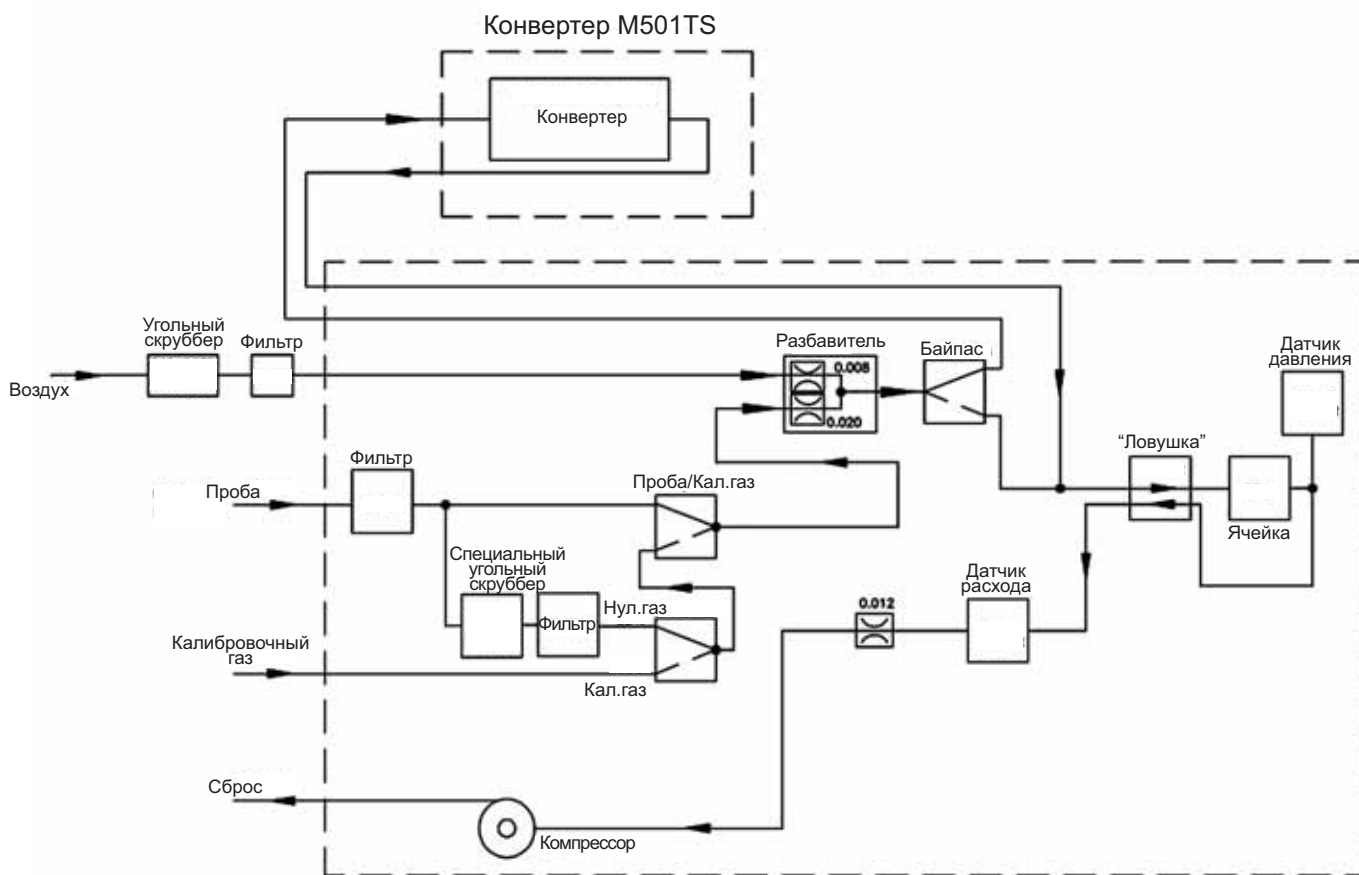 Конвертер M501TS
Конвертер
Угольный
скруббер
Фильтр
Воздух
Разбавитель
0.008
0.020
Байпас
Датчик
давления
Фильтр
Проба
Проба/Кал.газ
“Ловушка”
Ячейка
Специальный
угольный
скруббер
Фильтр
Нул.газ
Датчик
расхода
0.012
Калибровочный
газ
Кал.газ
Сброс
Компрессор